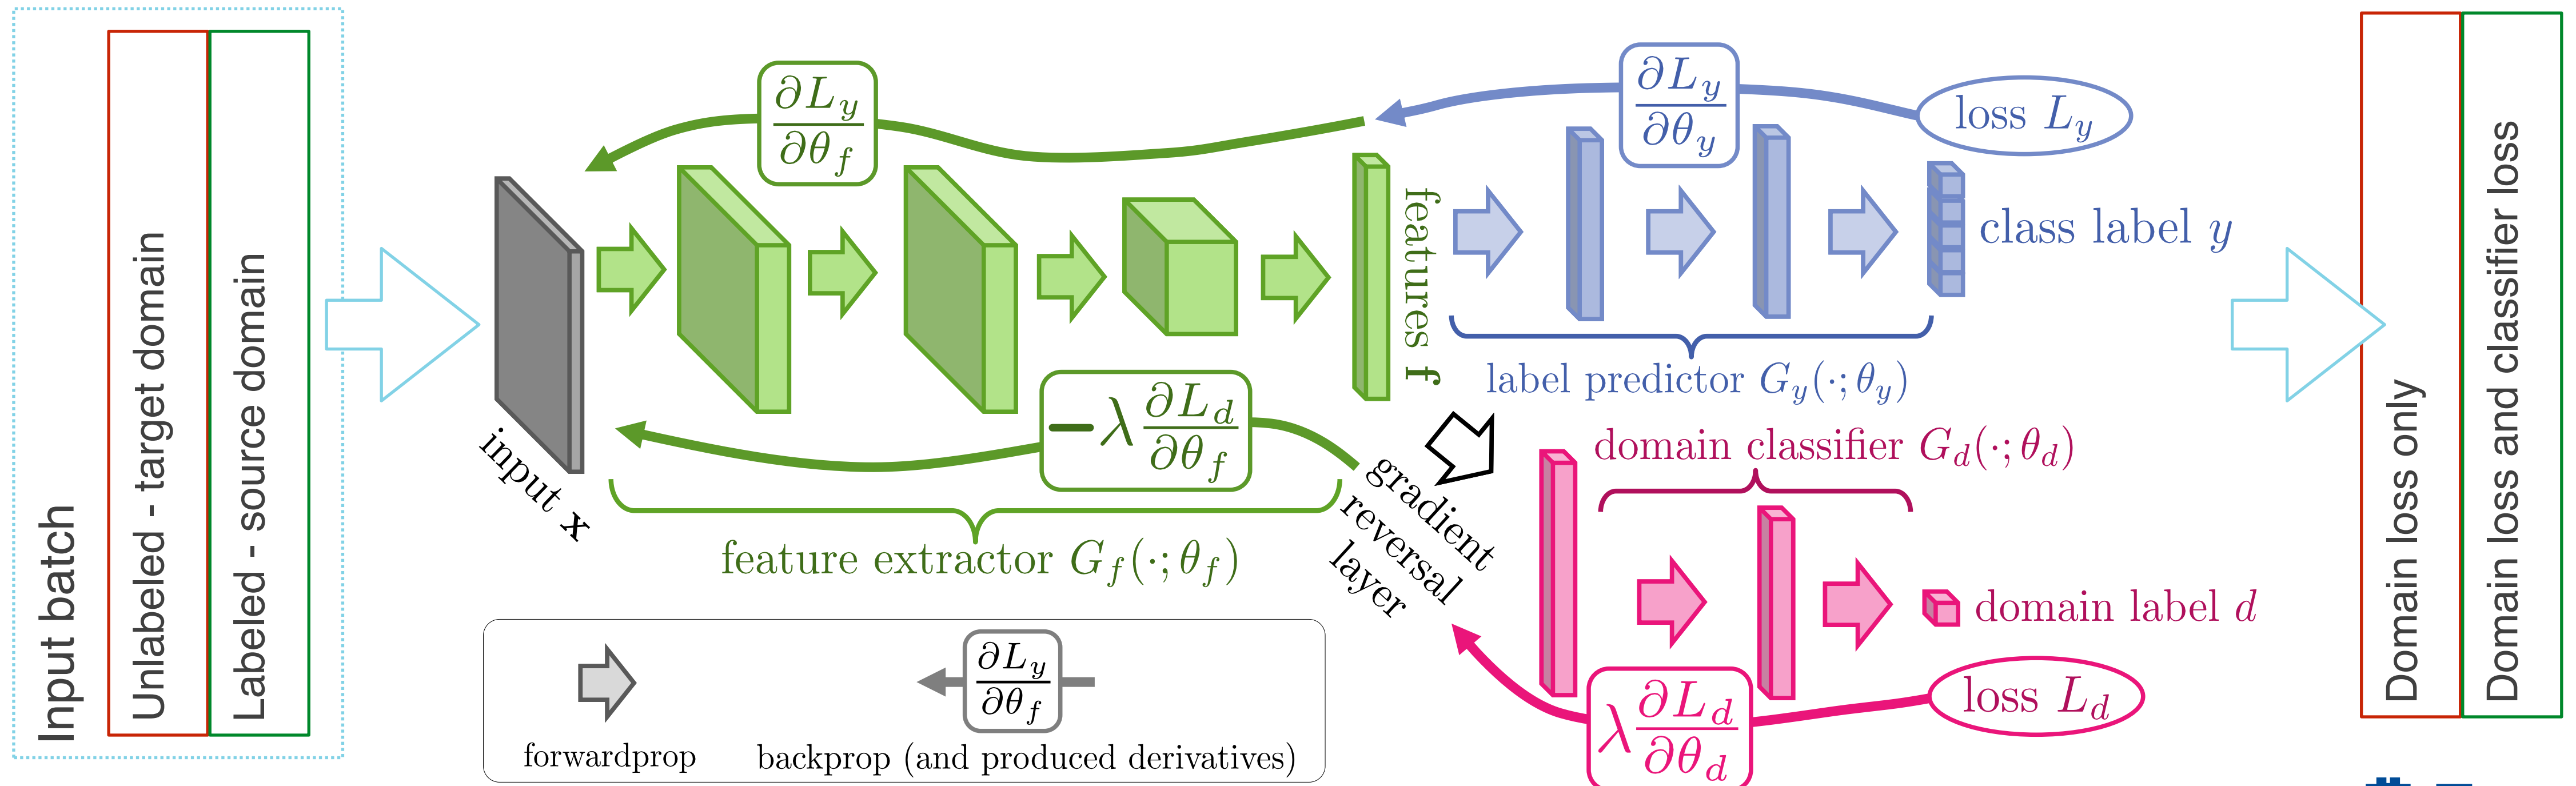 Input batch
Unlabeled - target domain
Labeled - source domain
input x
∂L_y/∂θ_f
−λ ∂L_d/∂θ_f
feature extractor G_f(·; θ_f)
features f
gradient
reversal
layer
∂L_y/∂θ_y
loss L_y
class label y
label predictor G_y(·; θ_y)
domain classifier G_d(·; θ_d)
domain label d
λ ∂L_d/∂θ_d
loss L_d
forwardprop
∂L_y/∂θ_f
backprop (and produced derivatives)
Domain loss only
Domain loss and classifier loss